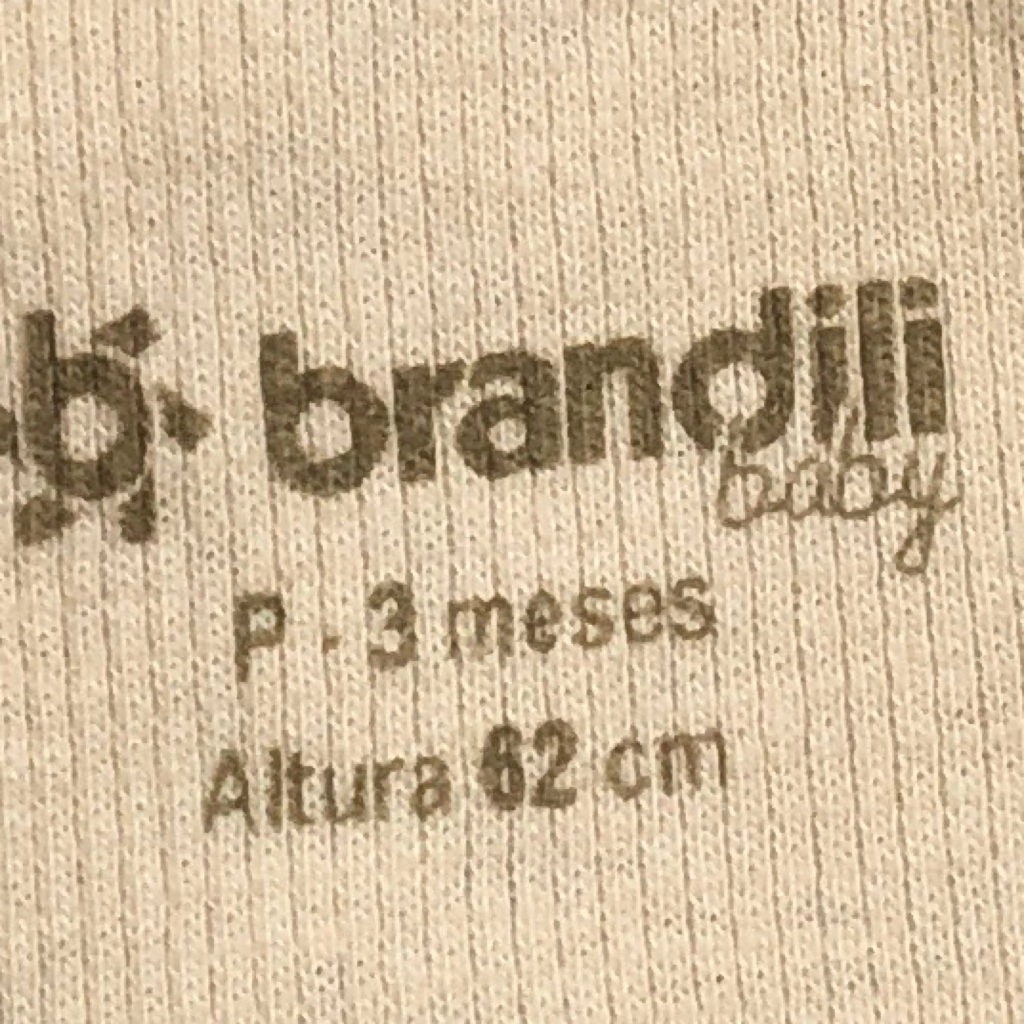 b brandili
baby
P - 3 meses
Altura 62 cm